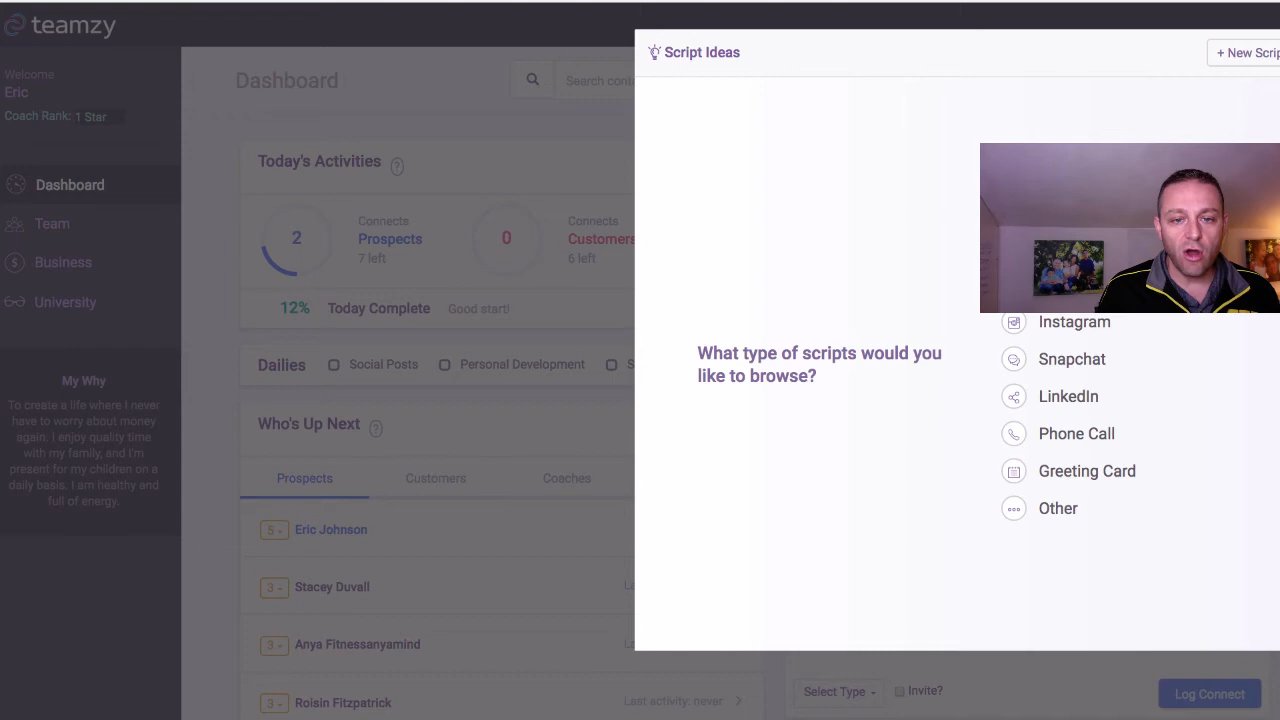 teamzy
Script Ideas
+ New Scrip
Welcome
Eric
Coach Rank: 1 Star
Dashboard
Search conta
Dashboard
Team
Business
University
My Why
To create a life where I never
have to worry about money
again. I enjoy quality time
with my family, and I'm
present for my children on a
daily basis. I am healthy and
full of energy.
Today's Activities ?
2
Connects
Prospects
7 left
0
Connects
Customers
6 left
12% Today Complete Good start!
Dailies Social Posts Personal Development S
Who's Up Next ?
Prospects Customers Coaches
5 Eric Johnson
3 Stacey Duvall La
3 Anya Fitnessanyamind La
3 Roisin Fitzpatrick Last activity: never
What type of scripts would you
like to browse?
Instagram
Snapchat
LinkedIn
Phone Call
Greeting Card
Other
Select Type Invite? Log Connect